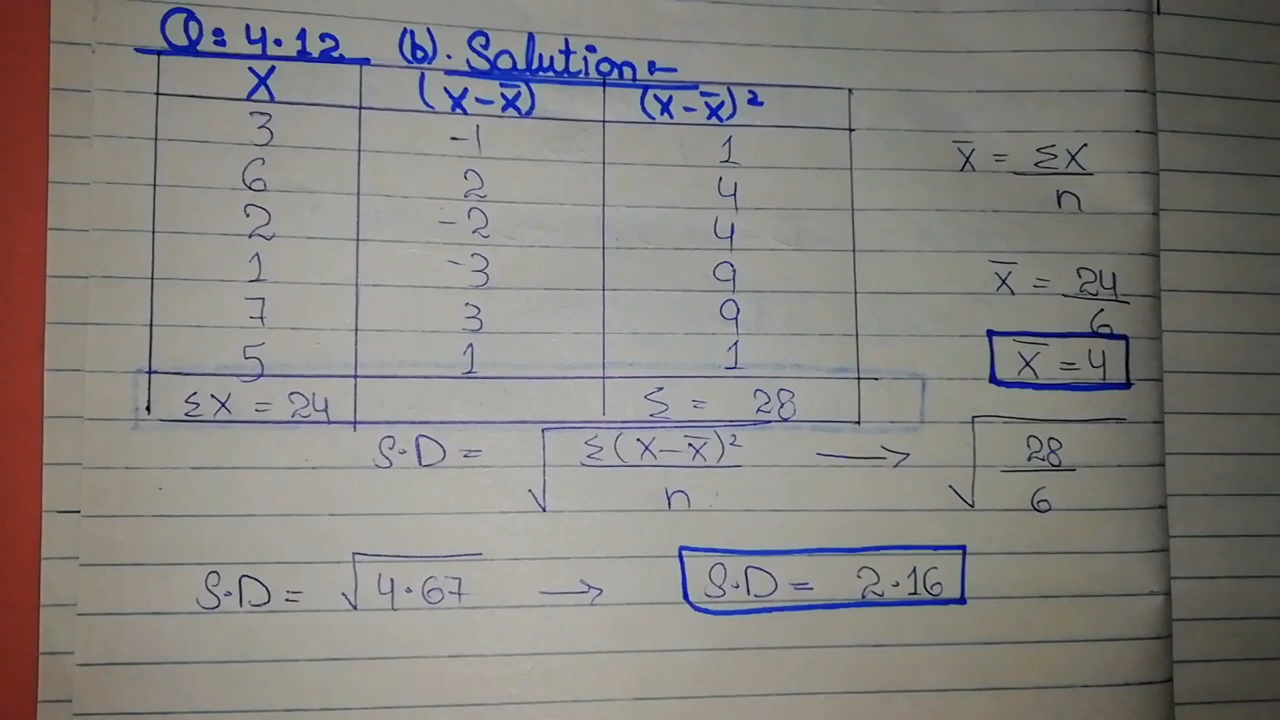 Q: 4.12 (b). Salution:-
X (X-X̄) (X-X̄)²
3 -1 1
6 2 4
2 -2 4
1 -3 9
7 3 9
5 1 1
ΣX = 24 Σ = 28
X̄ = ΣX/n
X̄ = 24/6
X̄ = 4
S.D = √(Σ(X-X̄)²/n) → √(28/6)
S.D = √4.67 → S.D = 2.16